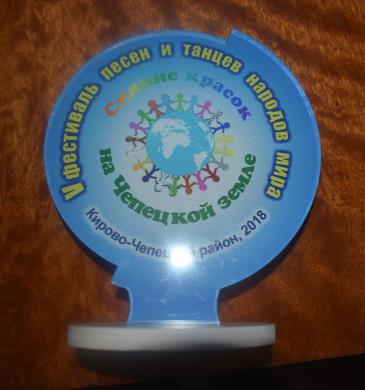 V фестиваль песен и танцев народов мира
Сияние красок
на Чепецкой земле
Кирово-Чепецкий район, 2018